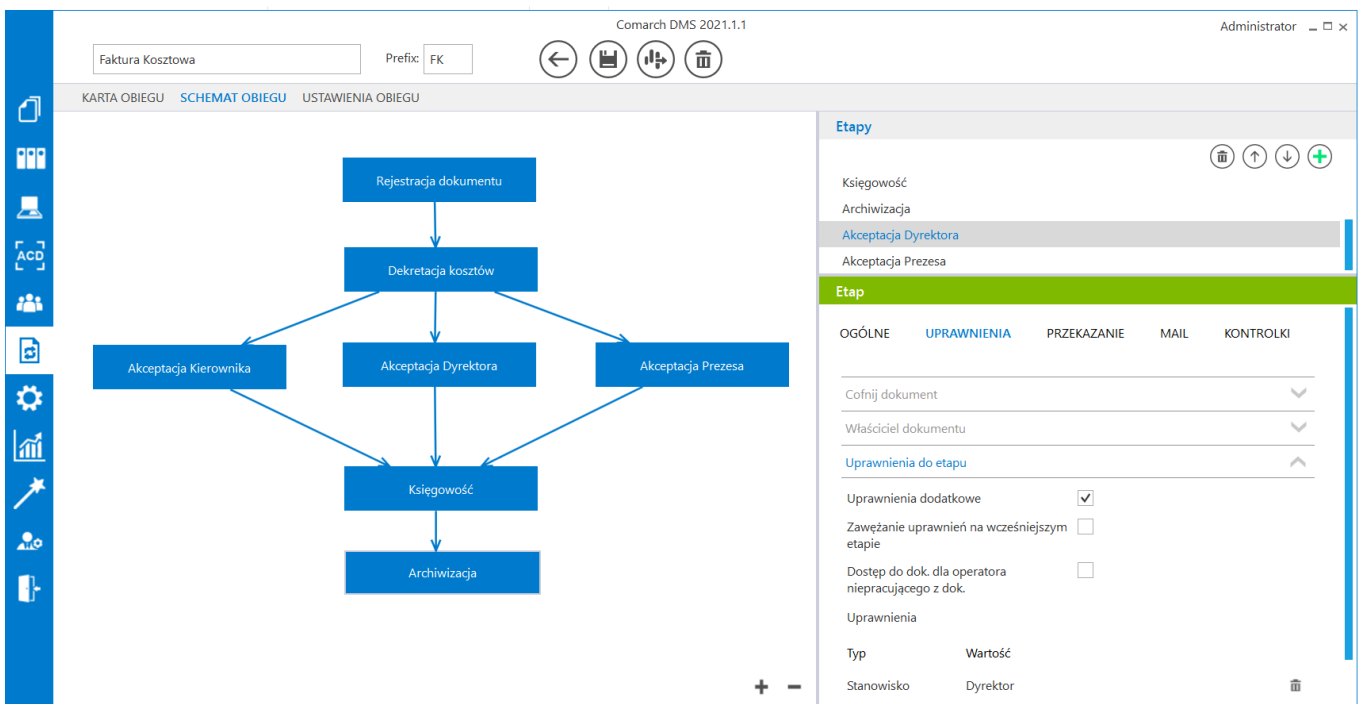 Comarch DMS 2021.1.1
Administrator
Faktura Kosztowa
Prefix:
FK
KARTA OBIEGU
SCHEMAT OBIEGU
USTAWIENIA OBIEGU
ACD
Rejestracja dokumentu
Dekretacja kosztów
Akceptacja Kierownika
Akceptacja Dyrektora
Akceptacja Prezesa
Księgowość
Archiwizacja
Etapy
Księgowość
Archiwizacja
Akceptacja Dyrektora
Akceptacja Prezesa
Etap
OGÓLNE
UPRAWNIENIA
PRZEKAZANIE
MAIL
KONTROLKI
Cofnij dokument
Właściciel dokumentu
Uprawnienia do etapu
Uprawnienia dodatkowe
Zawężanie uprawnień na wcześniejszym
etapie
Dostęp do dok. dla operatora
niepracującego z dok.
Uprawnienia
Typ
Wartość
Stanowisko
Dyrektor